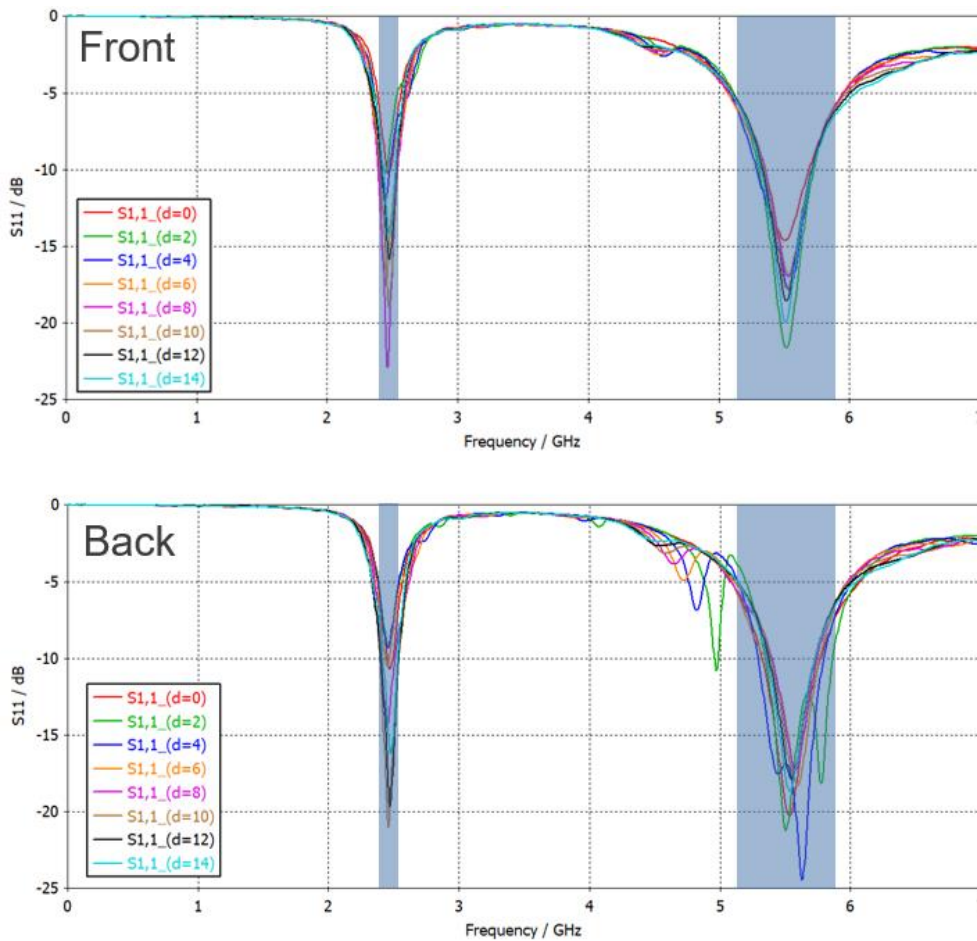 Front
S11 / dB
0
-5
-10
-15
-20
-25
S1,1_(d=0)
S1,1_(d=2)
S1,1_(d=4)
S1,1_(d=6)
S1,1_(d=8)
S1,1_(d=10)
S1,1_(d=12)
S1,1_(d=14)
0 1 2 3 4 5 6 7
Frequency / GHz
Back
S11 / dB
0
-5
-10
-15
-20
-25
S1,1_(d=0)
S1,1_(d=2)
S1,1_(d=4)
S1,1_(d=6)
S1,1_(d=8)
S1,1_(d=10)
S1,1_(d=12)
S1,1_(d=14)
0 1 2 3 4 5 6 7
Frequency / GHz